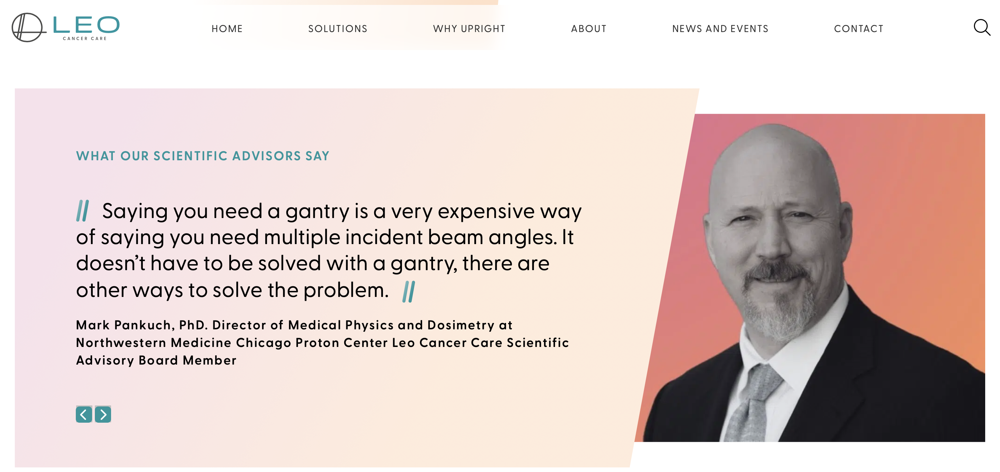 LEO
CANCER CARE
HOME
SOLUTIONS
WHY UPRIGHT
ABOUT
NEWS AND EVENTS
CONTACT
WHAT OUR SCIENTIFIC ADVISORS SAY
Saying you need a gantry is a very expensive way
of saying you need multiple incident beam angles. It
doesn’t have to be solved with a gantry, there are
other ways to solve the problem.
Mark Pankuch, PhD. Director of Medical Physics and Dosimetry at
Northwestern Medicine Chicago Proton Center Leo Cancer Care Scientific
Advisory Board Member